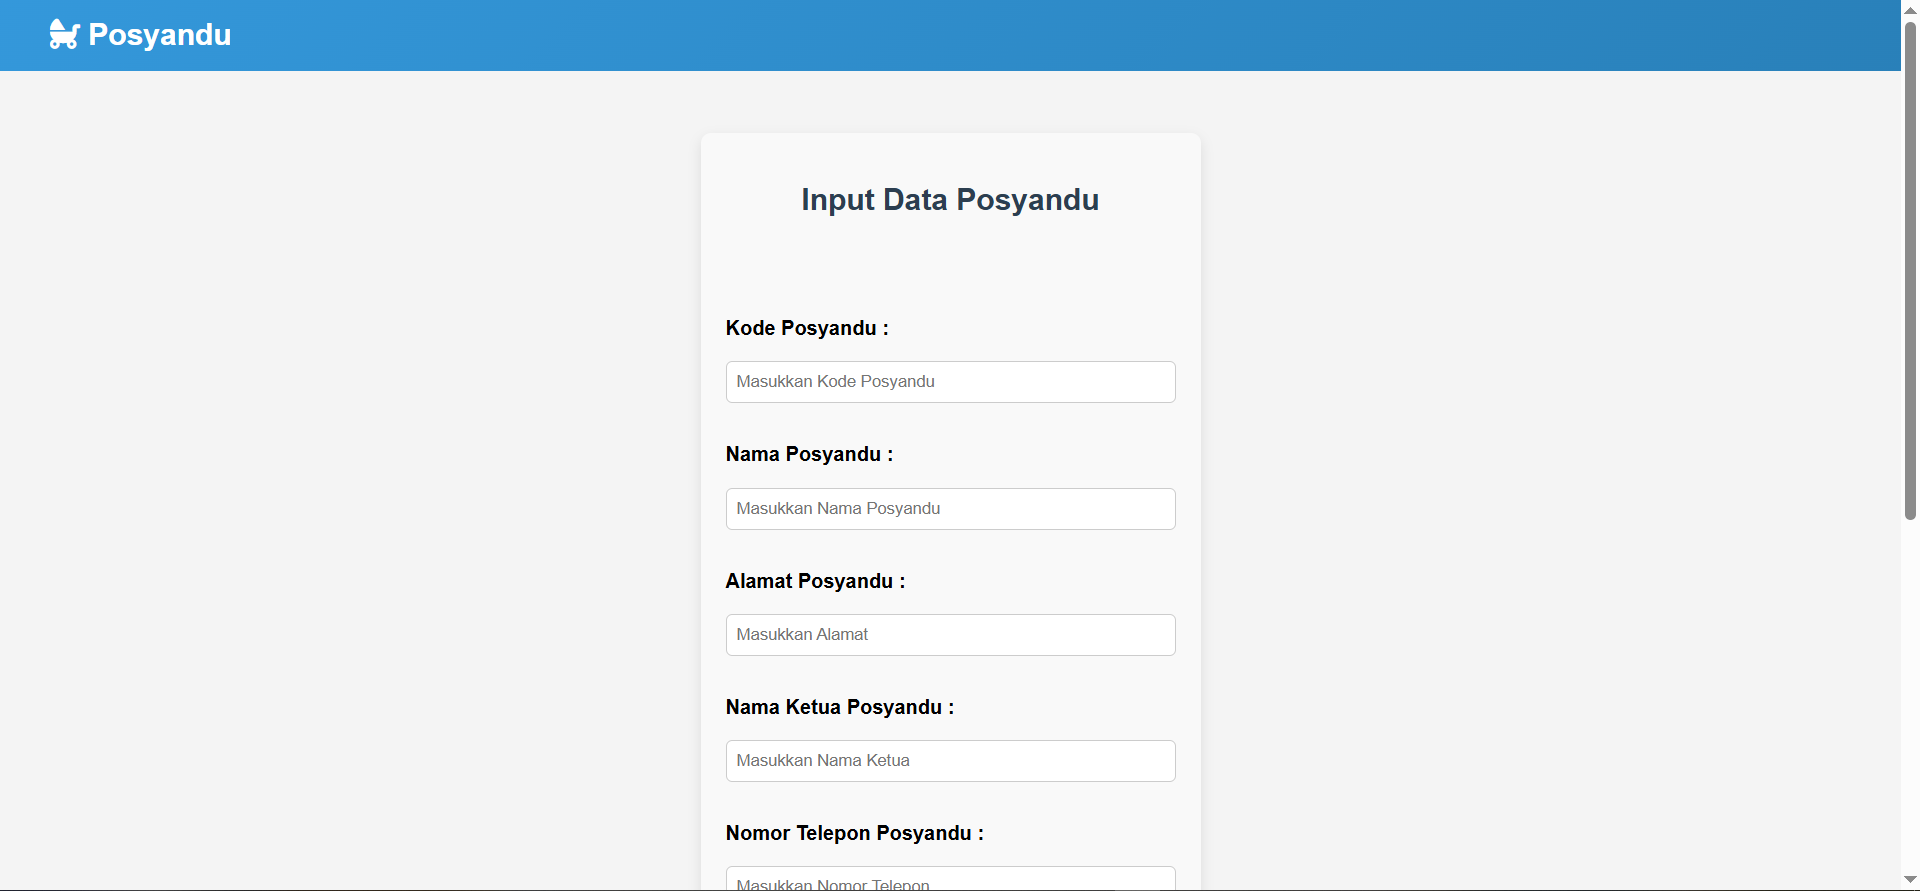 Posyandu
Input Data Posyandu
Kode Posyandu :
Masukkan Kode Posyandu
Nama Posyandu :
Masukkan Nama Posyandu
Alamat Posyandu :
Masukkan Alamat
Nama Ketua Posyandu :
Masukkan Nama Ketua
Nomor Telepon Posyandu :
Masukkan Nomor Telepon